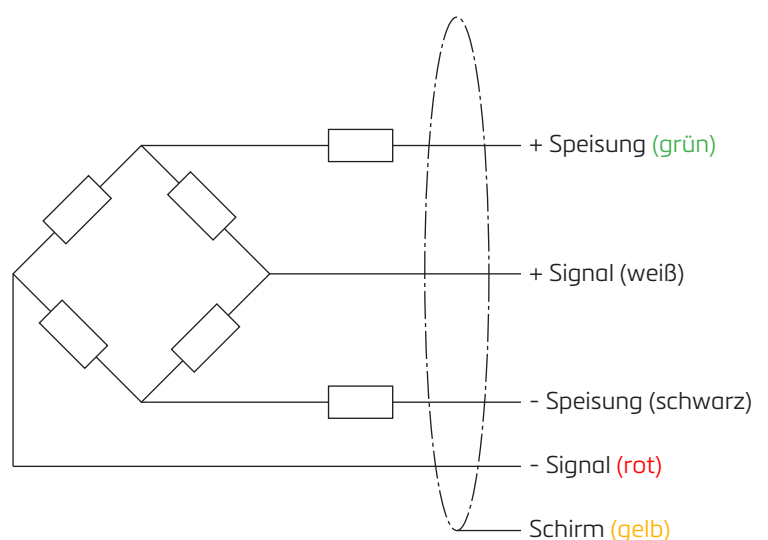 + Speisung (grün)
+ Signal (weiß)
- Speisung (schwarz)
- Signal (rot)
Schirm (gelb)